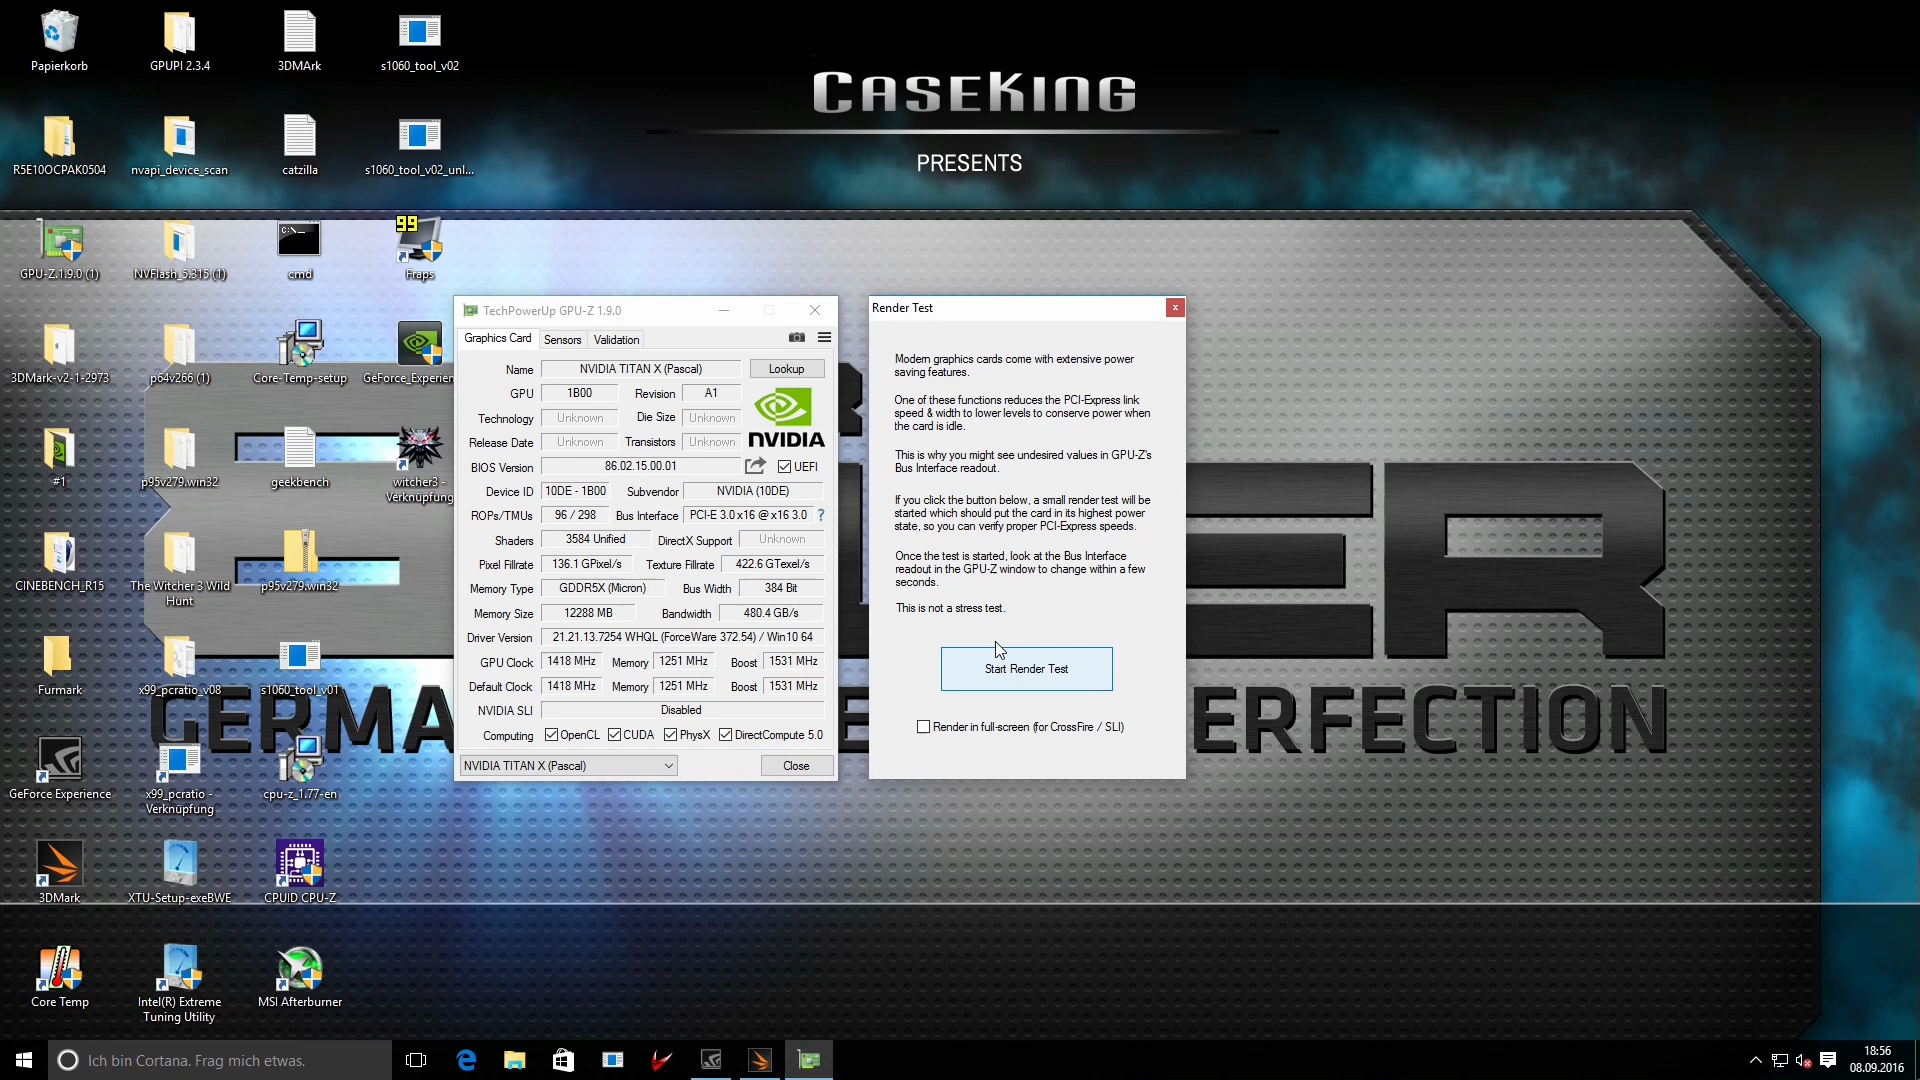 CASEKING
PRESENTS
Papierkorb
GPUPI 2.3.4
3DMArk
s1060_tool_v02
R5E10OCPAK0504
nvapi_device_scan
catzilla
s1060_tool_v02_unl...
GPU-Z.1.9.0 (1)
NVFlash_5.315 (1)
cmd
99
Fraps
3DMark-v2-1-2973
p64v266 (1)
Core-Temp-setup
GeForce_Experien
#1
p95v279.win32
geekbench
witcher3 -
Verknüpfung
CINEBENCH_R15
The Witcher 3 Wild
Hunt
p95v279.win32
Furmark
x99_pcratio_v08
s1060_tool_v01
GeForce Experience
x99_pcratio -
Verknüpfung
cpu-z_1.77-en
3DMark
XTU-Setup-exeBWE
CPUID CPU-Z
Core Temp
Intel(R) Extreme
Tuning Utility
MSI Afterburner
TechPowerUp GPU-Z 1.9.0
Graphics Card Sensors Validation
Name NVIDIA TITAN X (Pascal) Lookup
GPU 1B00 Revision A1
Technology Unknown Die Size Unknown
Release Date Unknown Transistors Unknown
NVIDIA
BIOS Version 86.02.15.00.01 UEFI
Device ID 10DE - 1B00 Subvendor NVIDIA (10DE)
ROPs/TMUs 96 / 298 Bus Interface PCI-E 3.0 x16 @ x16 3.0 ?
Shaders 3584 Unified DirectX Support Unknown
Pixel Fillrate 136.1 GPixel/s Texture Fillrate 422.6 GTexel/s
Memory Type GDDR5X (Micron) Bus Width 384 Bit
Memory Size 12288 MB Bandwidth 480.4 GB/s
Driver Version 21.21.13.7254 WHQL (ForceWare 372.54) / Win10 64
GPU Clock 1418 MHz Memory 1251 MHz Boost 1531 MHz
Default Clock 1418 MHz Memory 1251 MHz Boost 1531 MHz
NVIDIA SLI Disabled
Computing OpenCL CUDA PhysX DirectCompute 5.0
NVIDIA TITAN X (Pascal) Close
Render Test
Modern graphics cards come with extensive power
saving features.
One of these functions reduces the PCI-Express link
speed & width to lower levels to conserve power when
the card is idle.
This is why you might see undesired values in GPU-Z's
Bus Interface readout.
If you click the button below, a small render test will be
started which should put the card in its highest power
state, so you can verify proper PCI-Express speeds.
Once the test is started, look at the Bus Interface
readout in the GPU-Z window to change within a few
seconds.
This is not a stress test.
Start Render Test
Render in full-screen (for CrossFire / SLI)
ER
GERMA
ERFECTION
Ich bin Cortana. Frag mich etwas.
18:56
08.09.2016